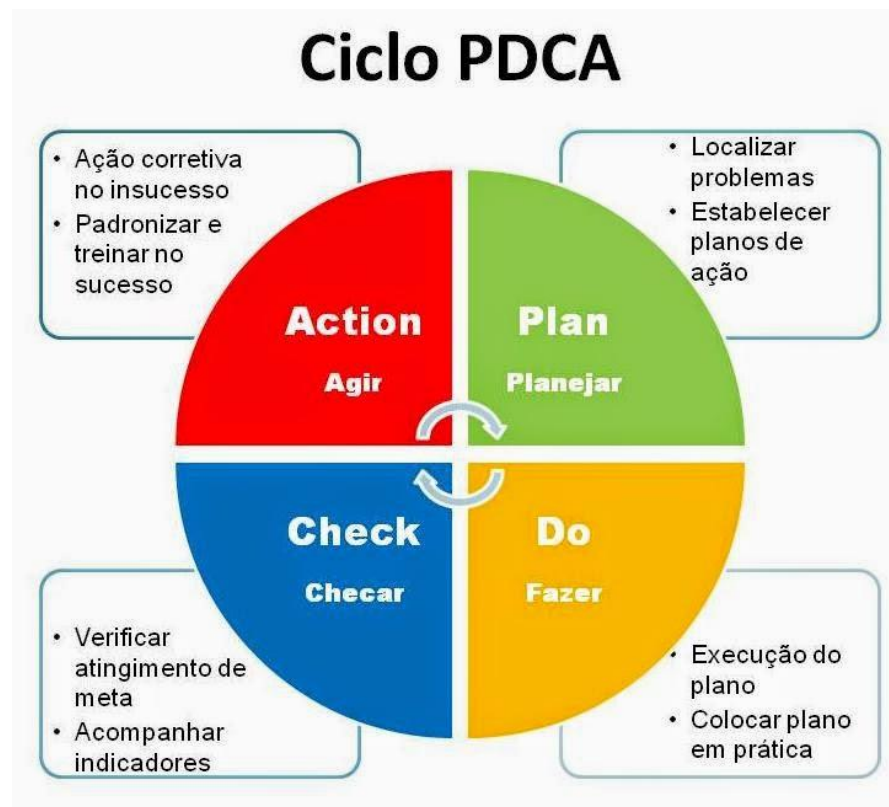 Ciclo PDCA
• Ação corretiva
no insucesso
• Padronizar e
treinar no
sucesso
• Localizar
problemas
• Estabelecer
planos de
ação
Action
Agir
Plan
Planejar
Check
Checar
Do
Fazer
• Verificar
atingimento de
meta
• Acompanhar
indicadores
• Execução do
plano
• Colocar plano
em prática